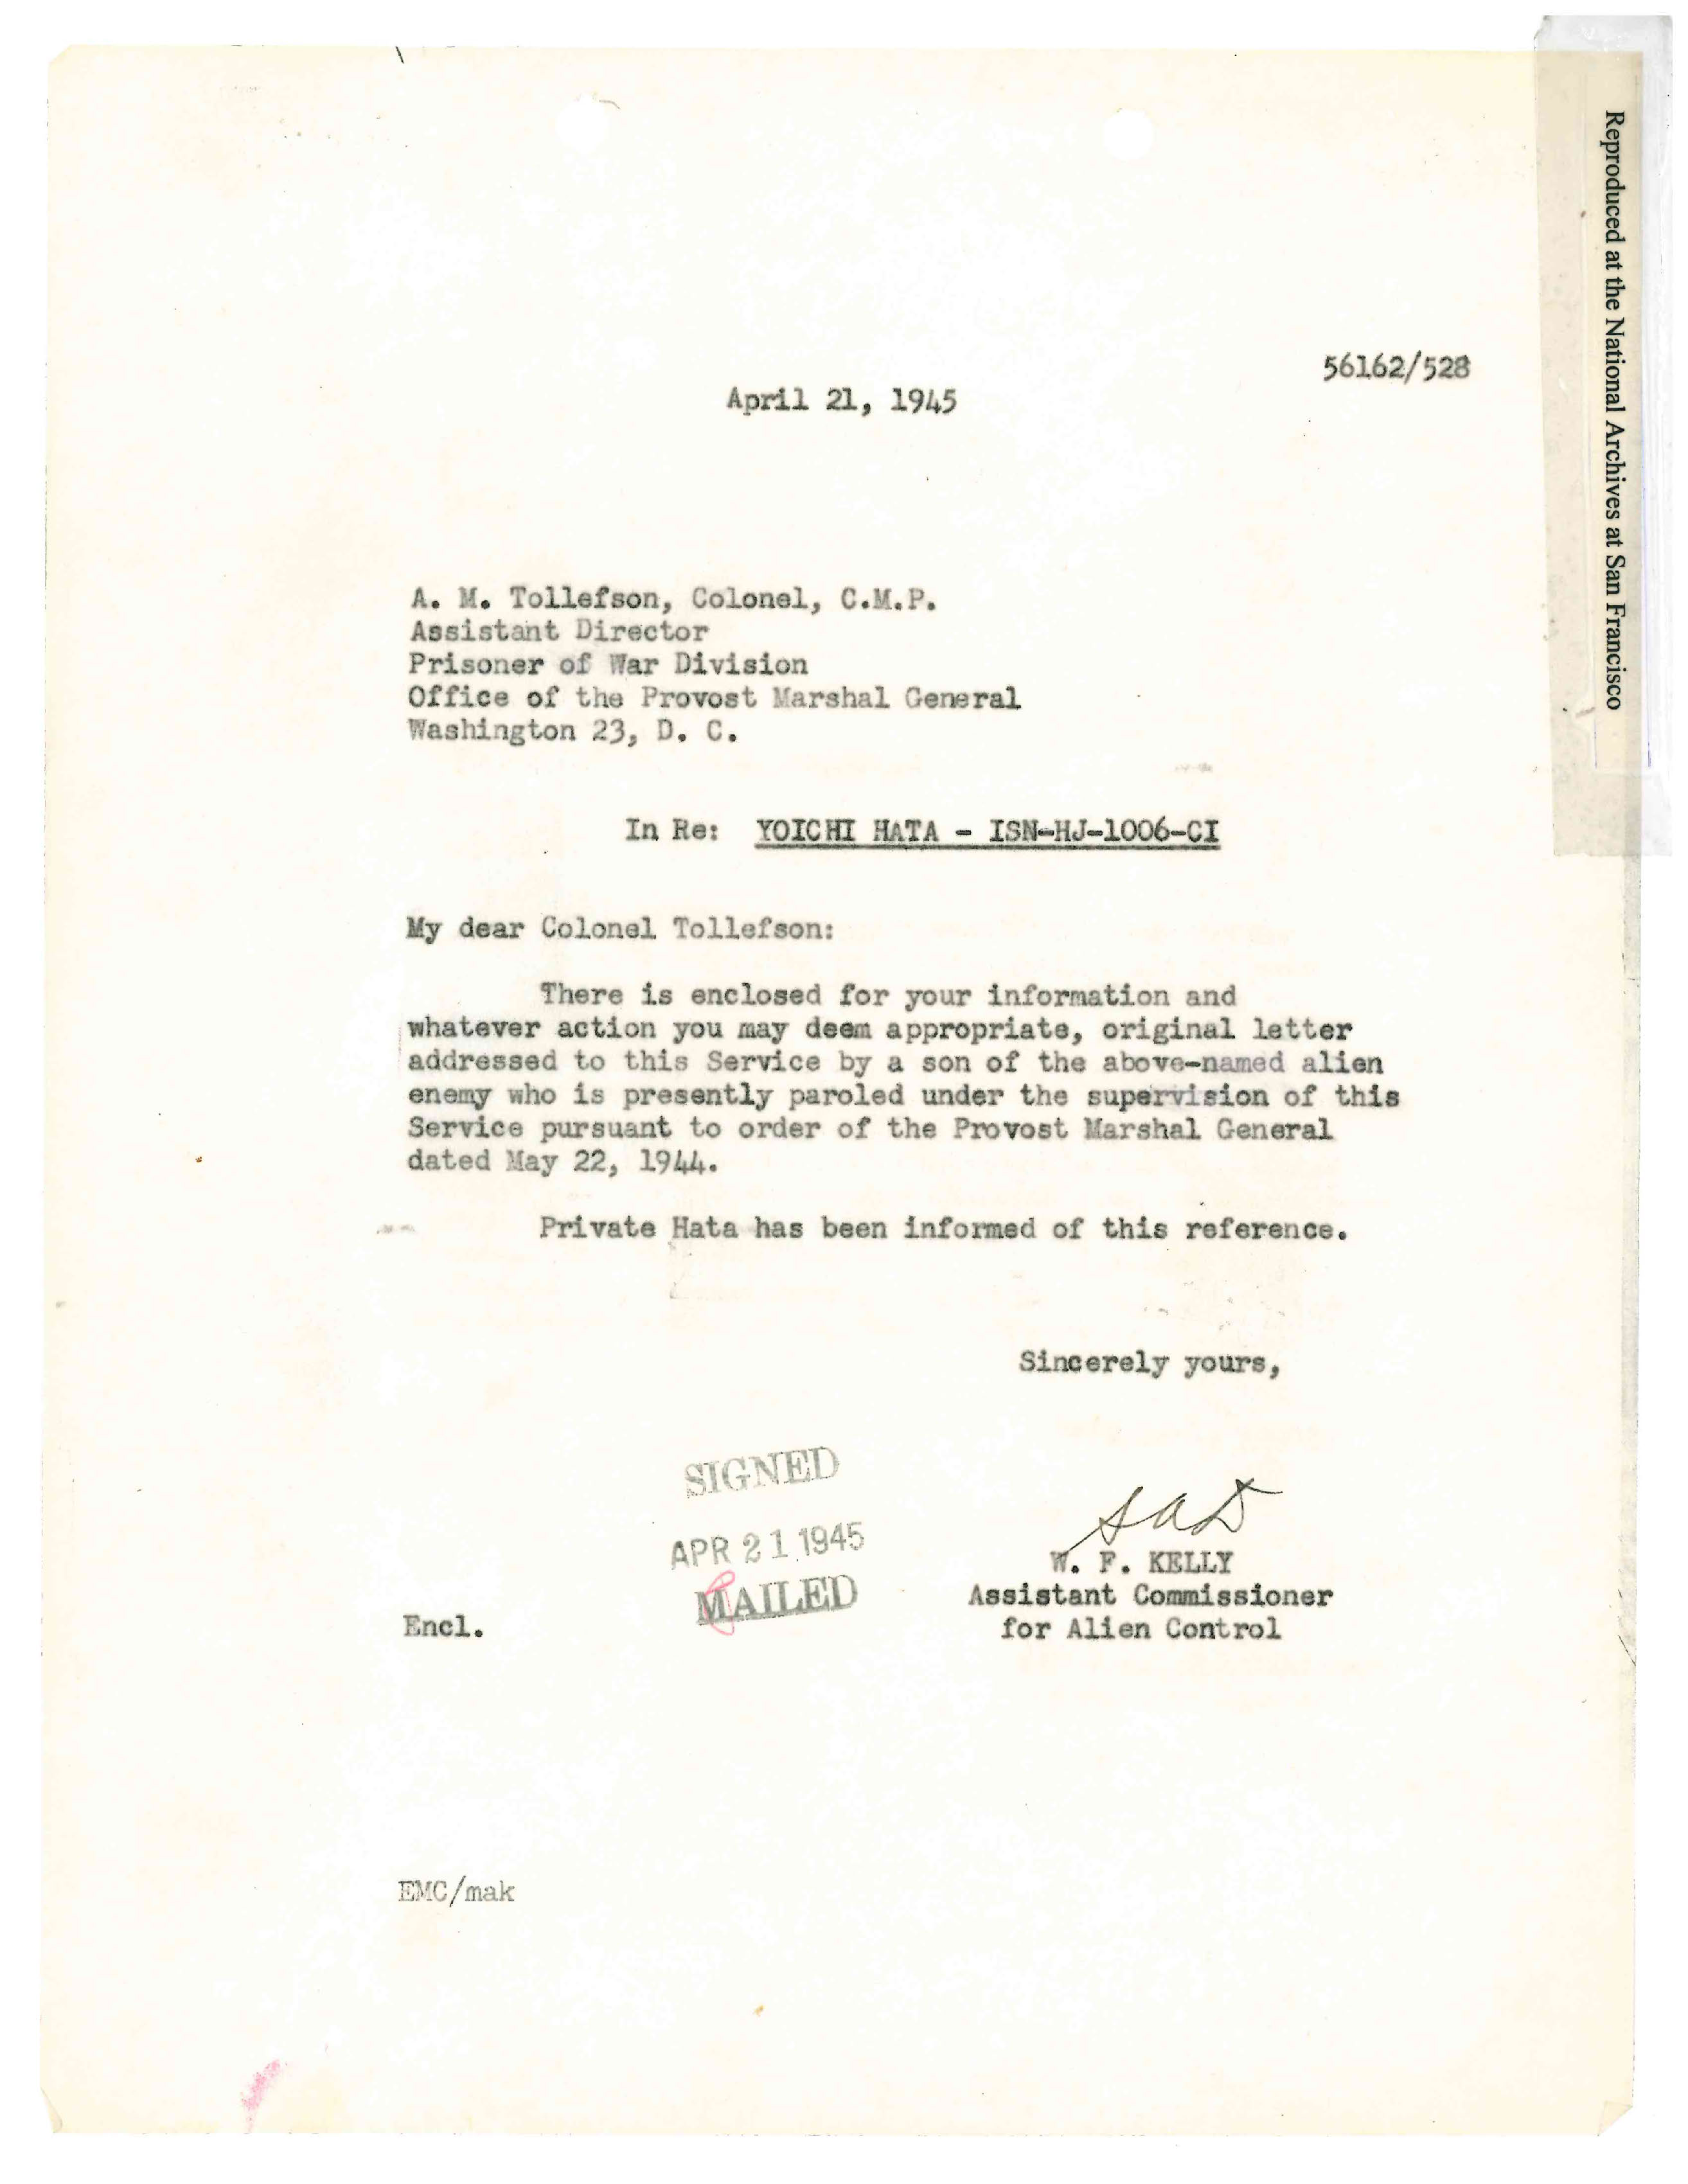 56162/528
April 21, 1945
A. M. Tollefson, Colonel, C.M.P.
Assistant Director
Prisoner of War Division
Office of the Provost Marshal General
Washington 23, D. C.
In Re: YOICHI HATA - ISN-HJ-1006-CI
My dear Colonel Tollefson:
There is enclosed for your information and
whatever action you may deem appropriate, original letter
addressed to this Service by a son of the above-named alien
enemy who is presently paroled under the supervision of this
Service pursuant to order of the Provost Marshal General
dated May 22, 1944.
Private Hata has been informed of this reference.
Sincerely yours,
SIGNED
APR 21 1945
MAILED
W. F. KELLY
Assistant Commissioner
for Alien Control
Encl.
EMC/mak
Reproduced at the National Archives at San Francisco